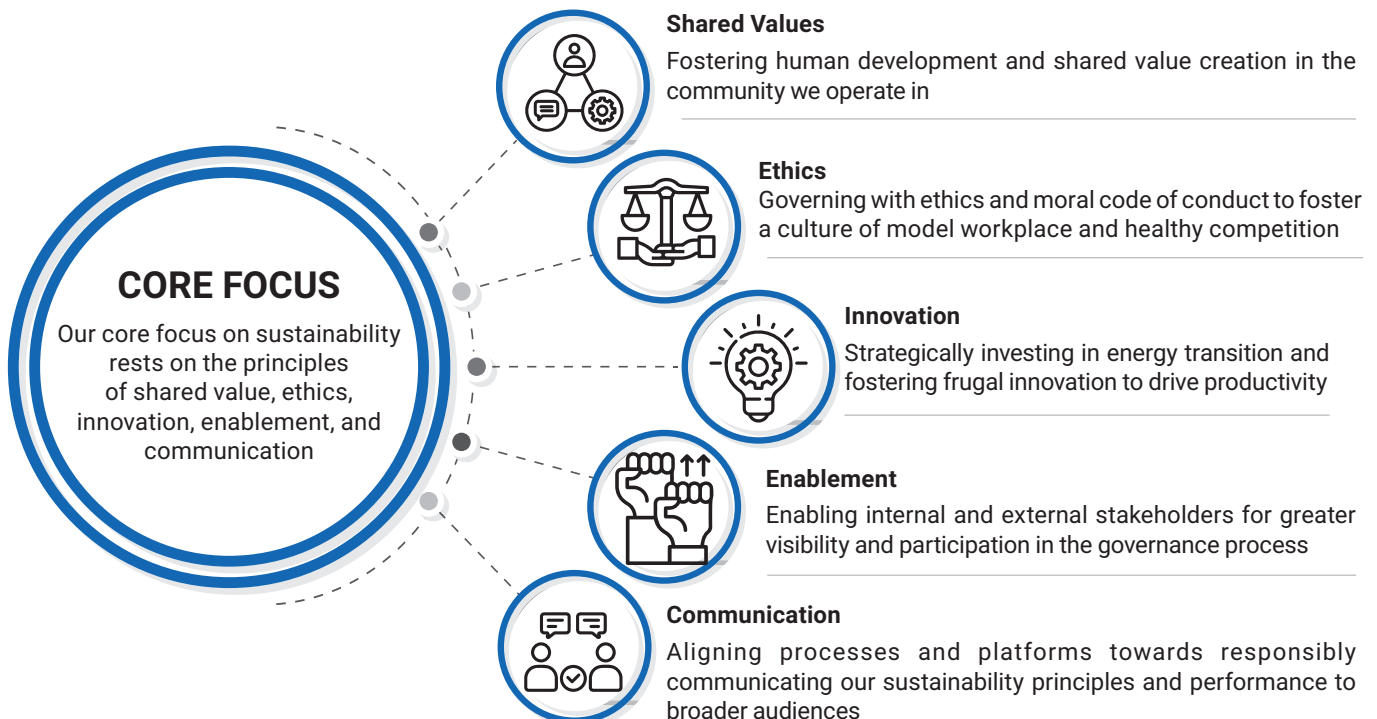 CORE FOCUS
Our core focus on sustainability
rests on the principles
of shared value, ethics,
innovation, enablement, and
communication
Shared Values
Fostering human development and shared value creation in the
community we operate in
Ethics
Governing with ethics and moral code of conduct to foster
a culture of model workplace and healthy competition
Innovation
Strategically investing in energy transition and
fostering frugal innovation to drive productivity
Enablement
Enabling internal and external stakeholders for greater
visibility and participation in the governance process
Communication
Aligning processes and platforms towards responsibly
communicating our sustainability principles and performance to
broader audiences